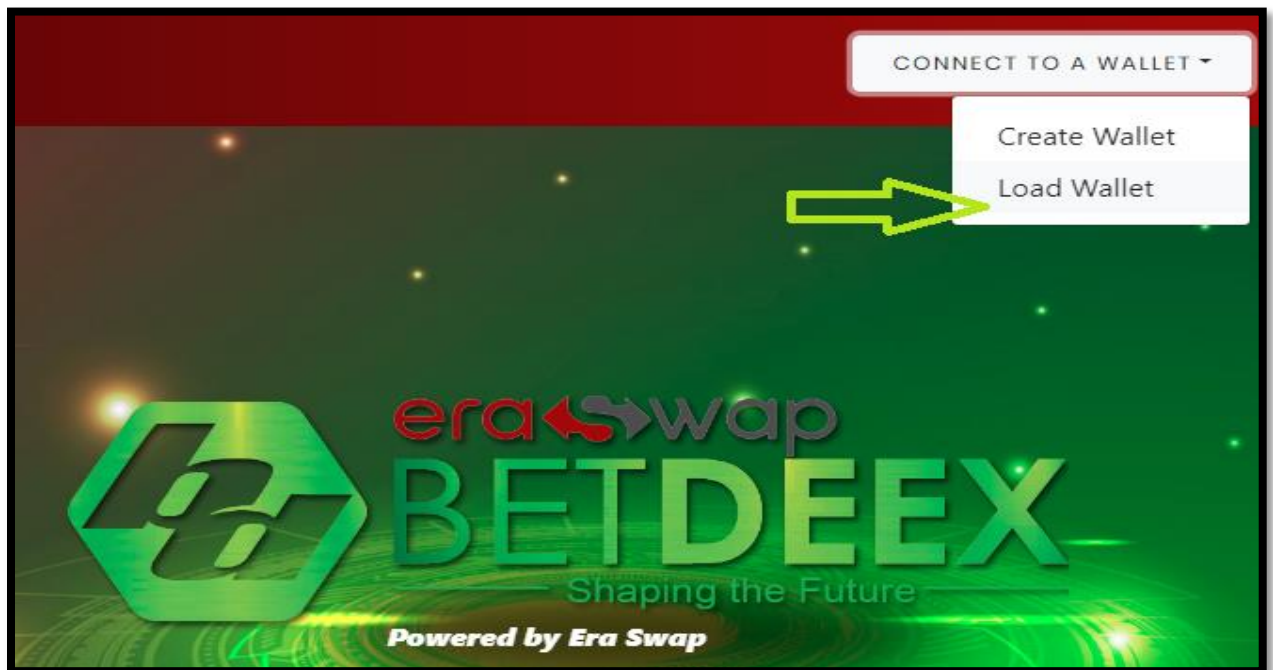 CONNECT TO A WALLET
Create Wallet
Load Wallet
eraswap
BETDEEX
Shaping the Future
Powered by Era Swap